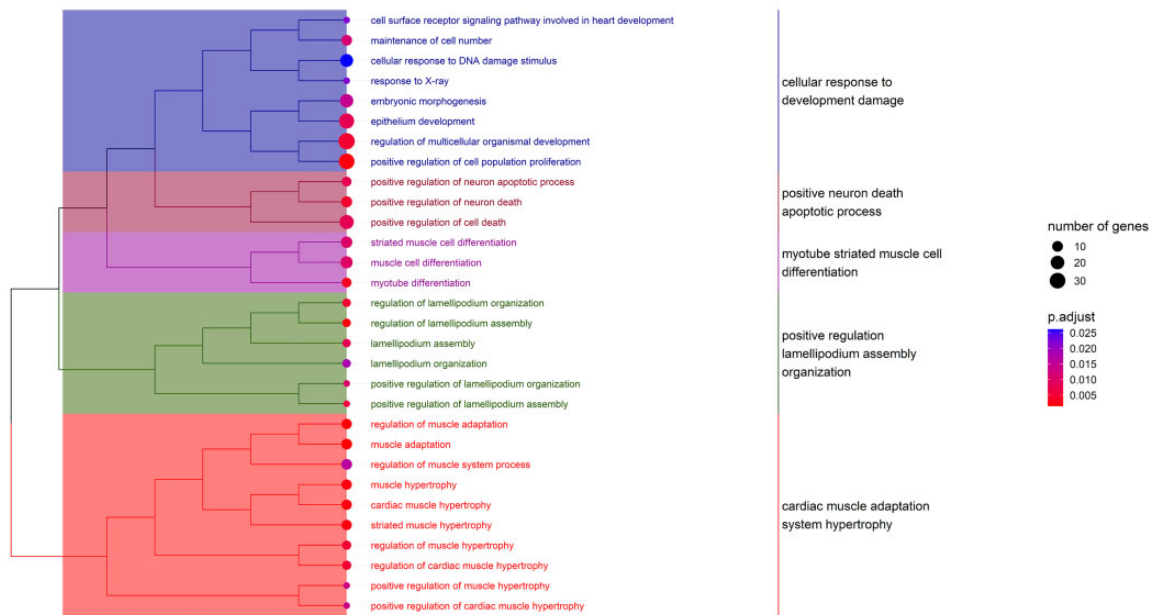 cell surface receptor signaling pathway involved in heart development
maintenance of cell number
cellular response to DNA damage stimulus
response to X-ray
embryonic morphogenesis
epithelium development
regulation of multicellular organismal development
positive regulation of cell population proliferation
positive regulation of neuron apoptotic process
positive regulation of neuron death
positive regulation of cell death
striated muscle cell differentiation
muscle cell differentiation
myotube differentiation
regulation of lamellipodium organization
regulation of lamellipodium assembly
lamellipodium assembly
lamellipodium organization
positive regulation of lamellipodium organization
positive regulation of lamellipodium assembly
regulation of muscle adaptation
muscle adaptation
regulation of muscle system process
muscle hypertrophy
cardiac muscle hypertrophy
striated muscle hypertrophy
regulation of muscle hypertrophy
regulation of cardiac muscle hypertrophy
positive regulation of muscle hypertrophy
positive regulation of cardiac muscle hypertrophy
cellular response to
development damage
positive neuron death
apoptotic process
myotube striated muscle cell
differentiation
positive regulation
lamellipodium assembly
organization
cardiac muscle adaptation
system hypertrophy
number of genes
10
20
30
p.adjust
0.025
0.020
0.015
0.010
0.005